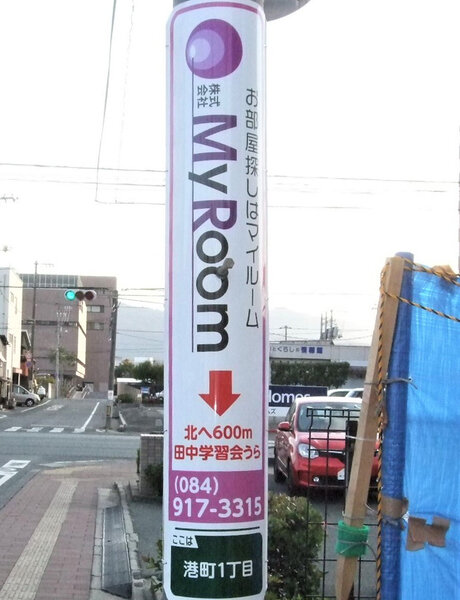 お部屋探しはマイルーム
株式
会社
MyRoom
北へ600m
田中学習会うら
(084)
917-3315
ここは
港町1丁目
Homes